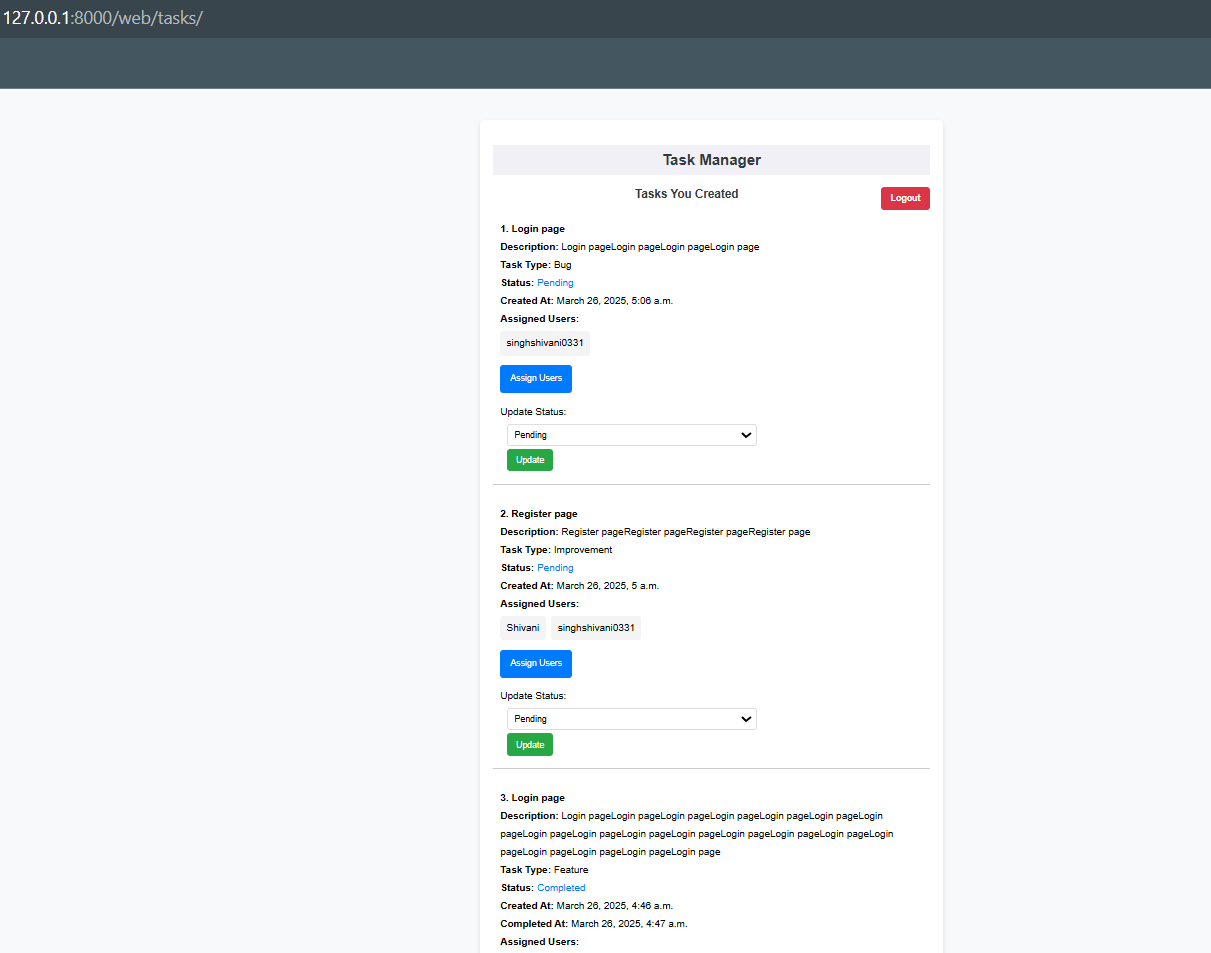 127.0.0.1:8000/web/tasks/
Task Manager
Tasks You Created
Logout
1. Login page
Description: Login pageLogin pageLogin pageLogin page
Task Type: Bug
Status: Pending
Created At: March 26, 2025, 5:06 a.m.
Assigned Users:
singhshivani0331
Assign Users
Update Status:
Pending
Update
2. Register page
Description: Register pageRegister pageRegister pageRegister page
Task Type: Improvement
Status: Pending
Created At: March 26, 2025, 5 a.m.
Assigned Users:
Shivani singhshivani0331
Assign Users
Update Status:
Pending
Update
3. Login page
Description: Login pageLogin pageLogin pageLogin pageLogin pageLogin pageLogin
pageLogin pageLogin pageLogin pageLogin pageLogin pageLogin pageLogin pageLogin
pageLogin pageLogin pageLogin pageLogin page
Task Type: Feature
Status: Completed
Created At: March 26, 2025, 4:46 a.m.
Completed At: March 26, 2025, 4:47 a.m.
Assigned Users: